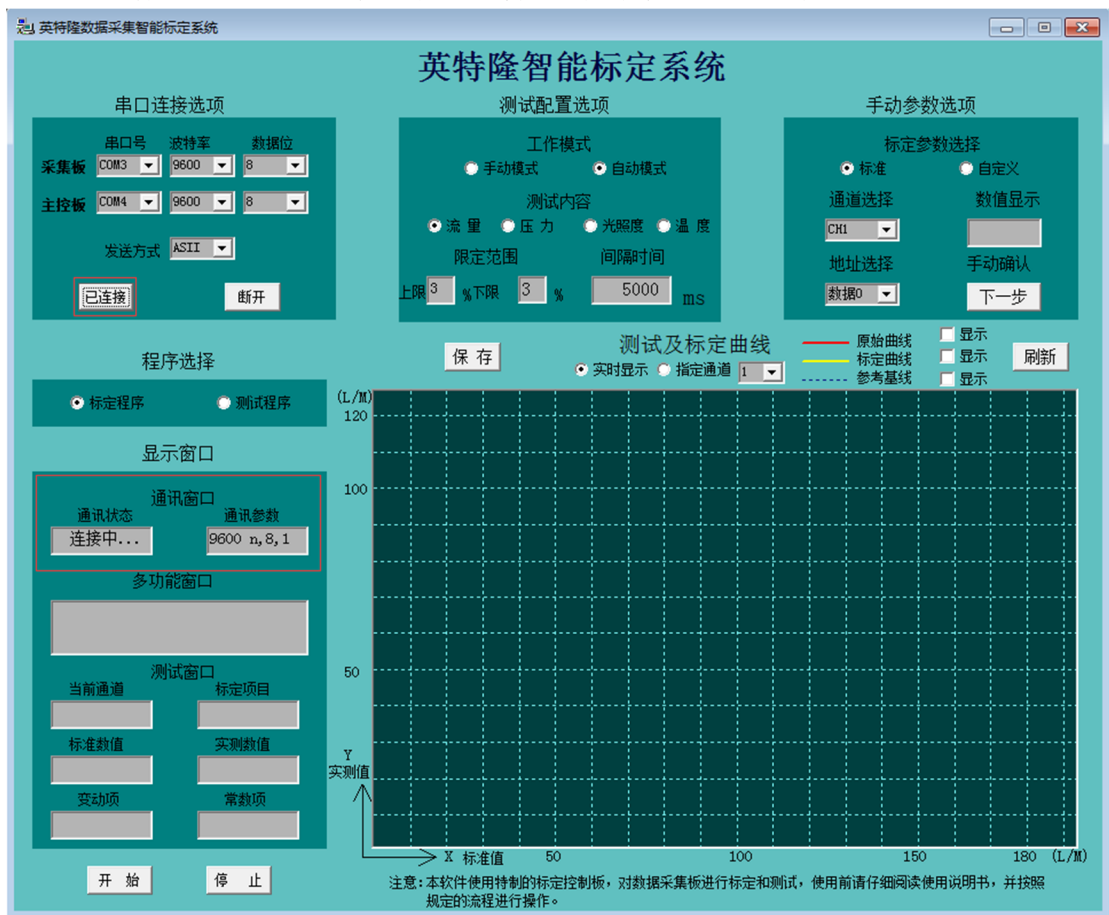 英特隆数据采集智能标定系统
英特隆智能标定系统
串口连接选项
串口号 波特率 数据位
采集板 COM3 9600 8
主控板 COM4 9600 8
发送方式 ASII
已连接 断开
测试配置选项
工作模式
手动模式 自动模式
测试内容
流 量 压 力 光照度 温 度
限定范围 间隔时间
上限 3 % 下限 3 % 5000 ms
手动参数选项
标定参数选择
标准 自定义
通道选择 数值显示
CH1
地址选择 手动确认
数据0 下一步
程序选择
标定程序 测试程序
保 存
测试及标定曲线
实时显示 指定通道 1
原始曲线 显示
标定曲线 显示
参考基线 显示
刷新
显示窗口
通讯窗口
通讯状态 通讯参数
连接中... 9600 n,8,1
多功能窗口
测试窗口
当前通道 标定项目
标准数值 实测数值
变动项 常数项
开 始 停 止
(L/M)
120
100
50
Y
实测值
X 标准值 50 100 150 180 (L/M)
注意:本软件使用特制的标定控制板，对数据采集板进行标定和测试，使用前请仔细阅读使用说明书，并按照
规定的流程进行操作。